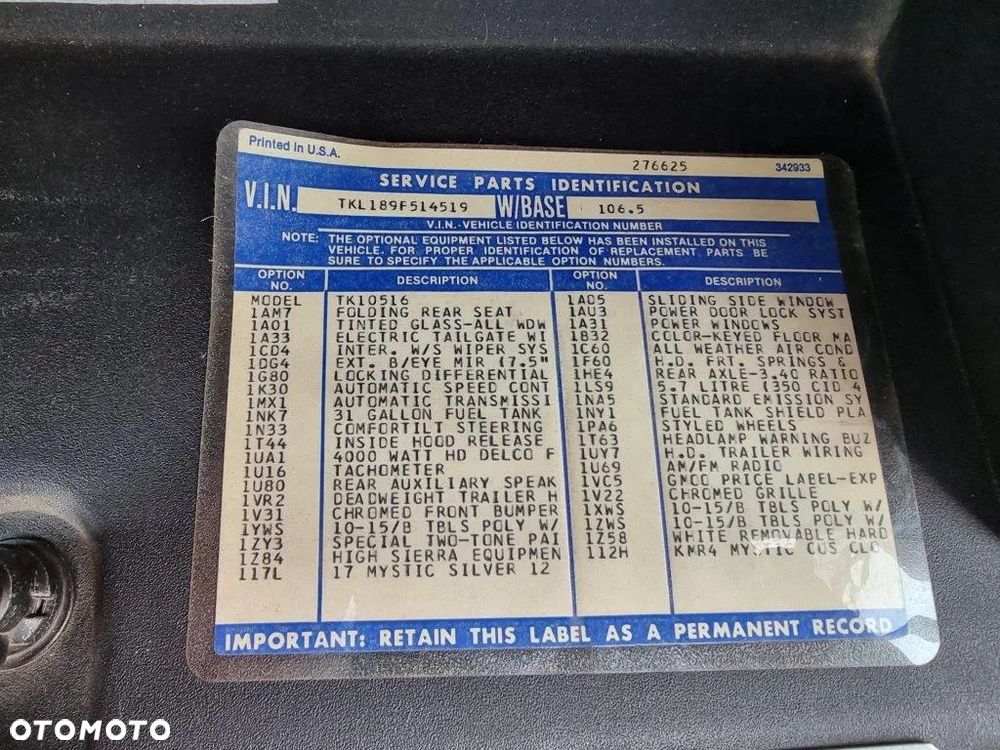 Printed in U.S.A.
276625
342933
SERVICE PARTS IDENTIFICATION
V.I.N. TKL189F514519 W/BASE 106.5
V.I.N.-VEHICLE IDENTIFICATION NUMBER
NOTE: THE OPTIONAL EQUIPMENT LISTED BELOW HAS BEEN INSTALLED ON THIS
VEHICLE. FOR PROPER IDENTIFICATION OF REPLACEMENT PARTS BE
SURE TO SPECIFY THE APPLICABLE OPTION NUMBERS.
OPTION NO. DESCRIPTION
MODEL TK10516
1AM7 FOLDING REAR SEAT
1A01 TINTED GLASS-ALL WDW
1A33 ELECTRIC TAILGATE WI
1CD4 INTER. W/S WIPER SYS
1DG4 EXT. B/EYE MIR (7.5"
1G80 LOCKING DIFFERENTIAL
1K30 AUTOMATIC SPEED CONT
1MX1 AUTOMATIC TRANSMISSI
1NK7 31 GALLON FUEL TANK
1N33 COMFORTILT STEERING
1T44 INSIDE HOOD RELEASE
1UA1 4000 WATT HD DELCO F
1U16 TACHOMETER
1U80 REAR AUXILIARY SPEAK
1VR2 DEADWEIGHT TRAILER H
1V31 CHROMED FRONT BUMPER
1YWS 10-15/B TBLS POLY W/
1ZY3 SPECIAL TWO-TONE PAI
1Z84 HIGH SIERRA EQUIPMEN
117L 17 MYSTIC SILVER 12
OPTION NO. DESCRIPTION
1AD5 SLIDING SIDE WINDOW
1AU3 POWER DOOR LOCK SYST
1A31 POWER WINDOWS
1B32 COLOR-KEYED FLOOR MA
1C60 ALL WEATHER AIR COND
1F60 H.D. FRT. SPRINGS G
1HE4 REAR AXLE-3.40 RATIO
1LS9 5.7 LITRE (350 CID 4
1NA5 STANDARD EMISSION SY
1NY1 FUEL TANK SHIELD PLA
1PA6 STYLED WHEELS
1T63 HEADLAMP WARNING BUZ
1UY7 H.D. TRAILER WIRING
1U69 AM/FM RADIO
1VC5 GMCC PRICE LABEL-EXP
1V22 CHROMED GRILLE
1XWS 10-15/B TBLS POLY W/
1ZWS 10-15/B TBLS POLY W/
1Z58 WHITE REMOVABLE HARD
112H KMR4 MYSTIC CUS CLO
IMPORTANT: RETAIN THIS LABEL AS A PERMANENT RECORD
OTOMOTO